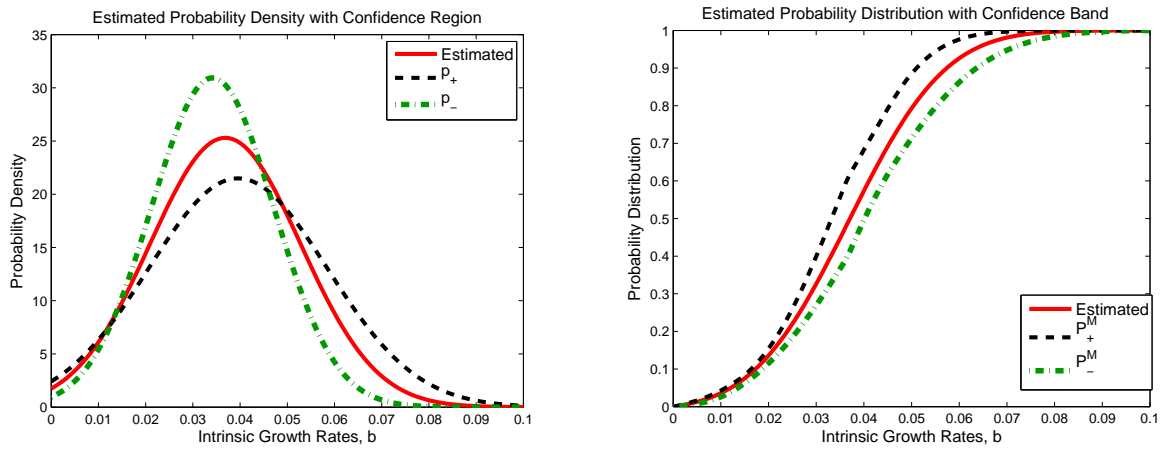 Estimated Probability Density with Confidence Region
35
30
25
20
15
10
5
0
Probability Density
0 0.01 0.02 0.03 0.04 0.05 0.06 0.07 0.08 0.09 0.1
Intrinsic Growth Rates, b
Estimated
p+
p−
Estimated Probability Distribution with Confidence Band
1
0.9
0.8
0.7
0.6
0.5
0.4
0.3
0.2
0.1
0
Probability Distribution
0 0.01 0.02 0.03 0.04 0.05 0.06 0.07 0.08 0.09 0.1
Intrinsic Growth Rates, b
Estimated
P+M
P−M